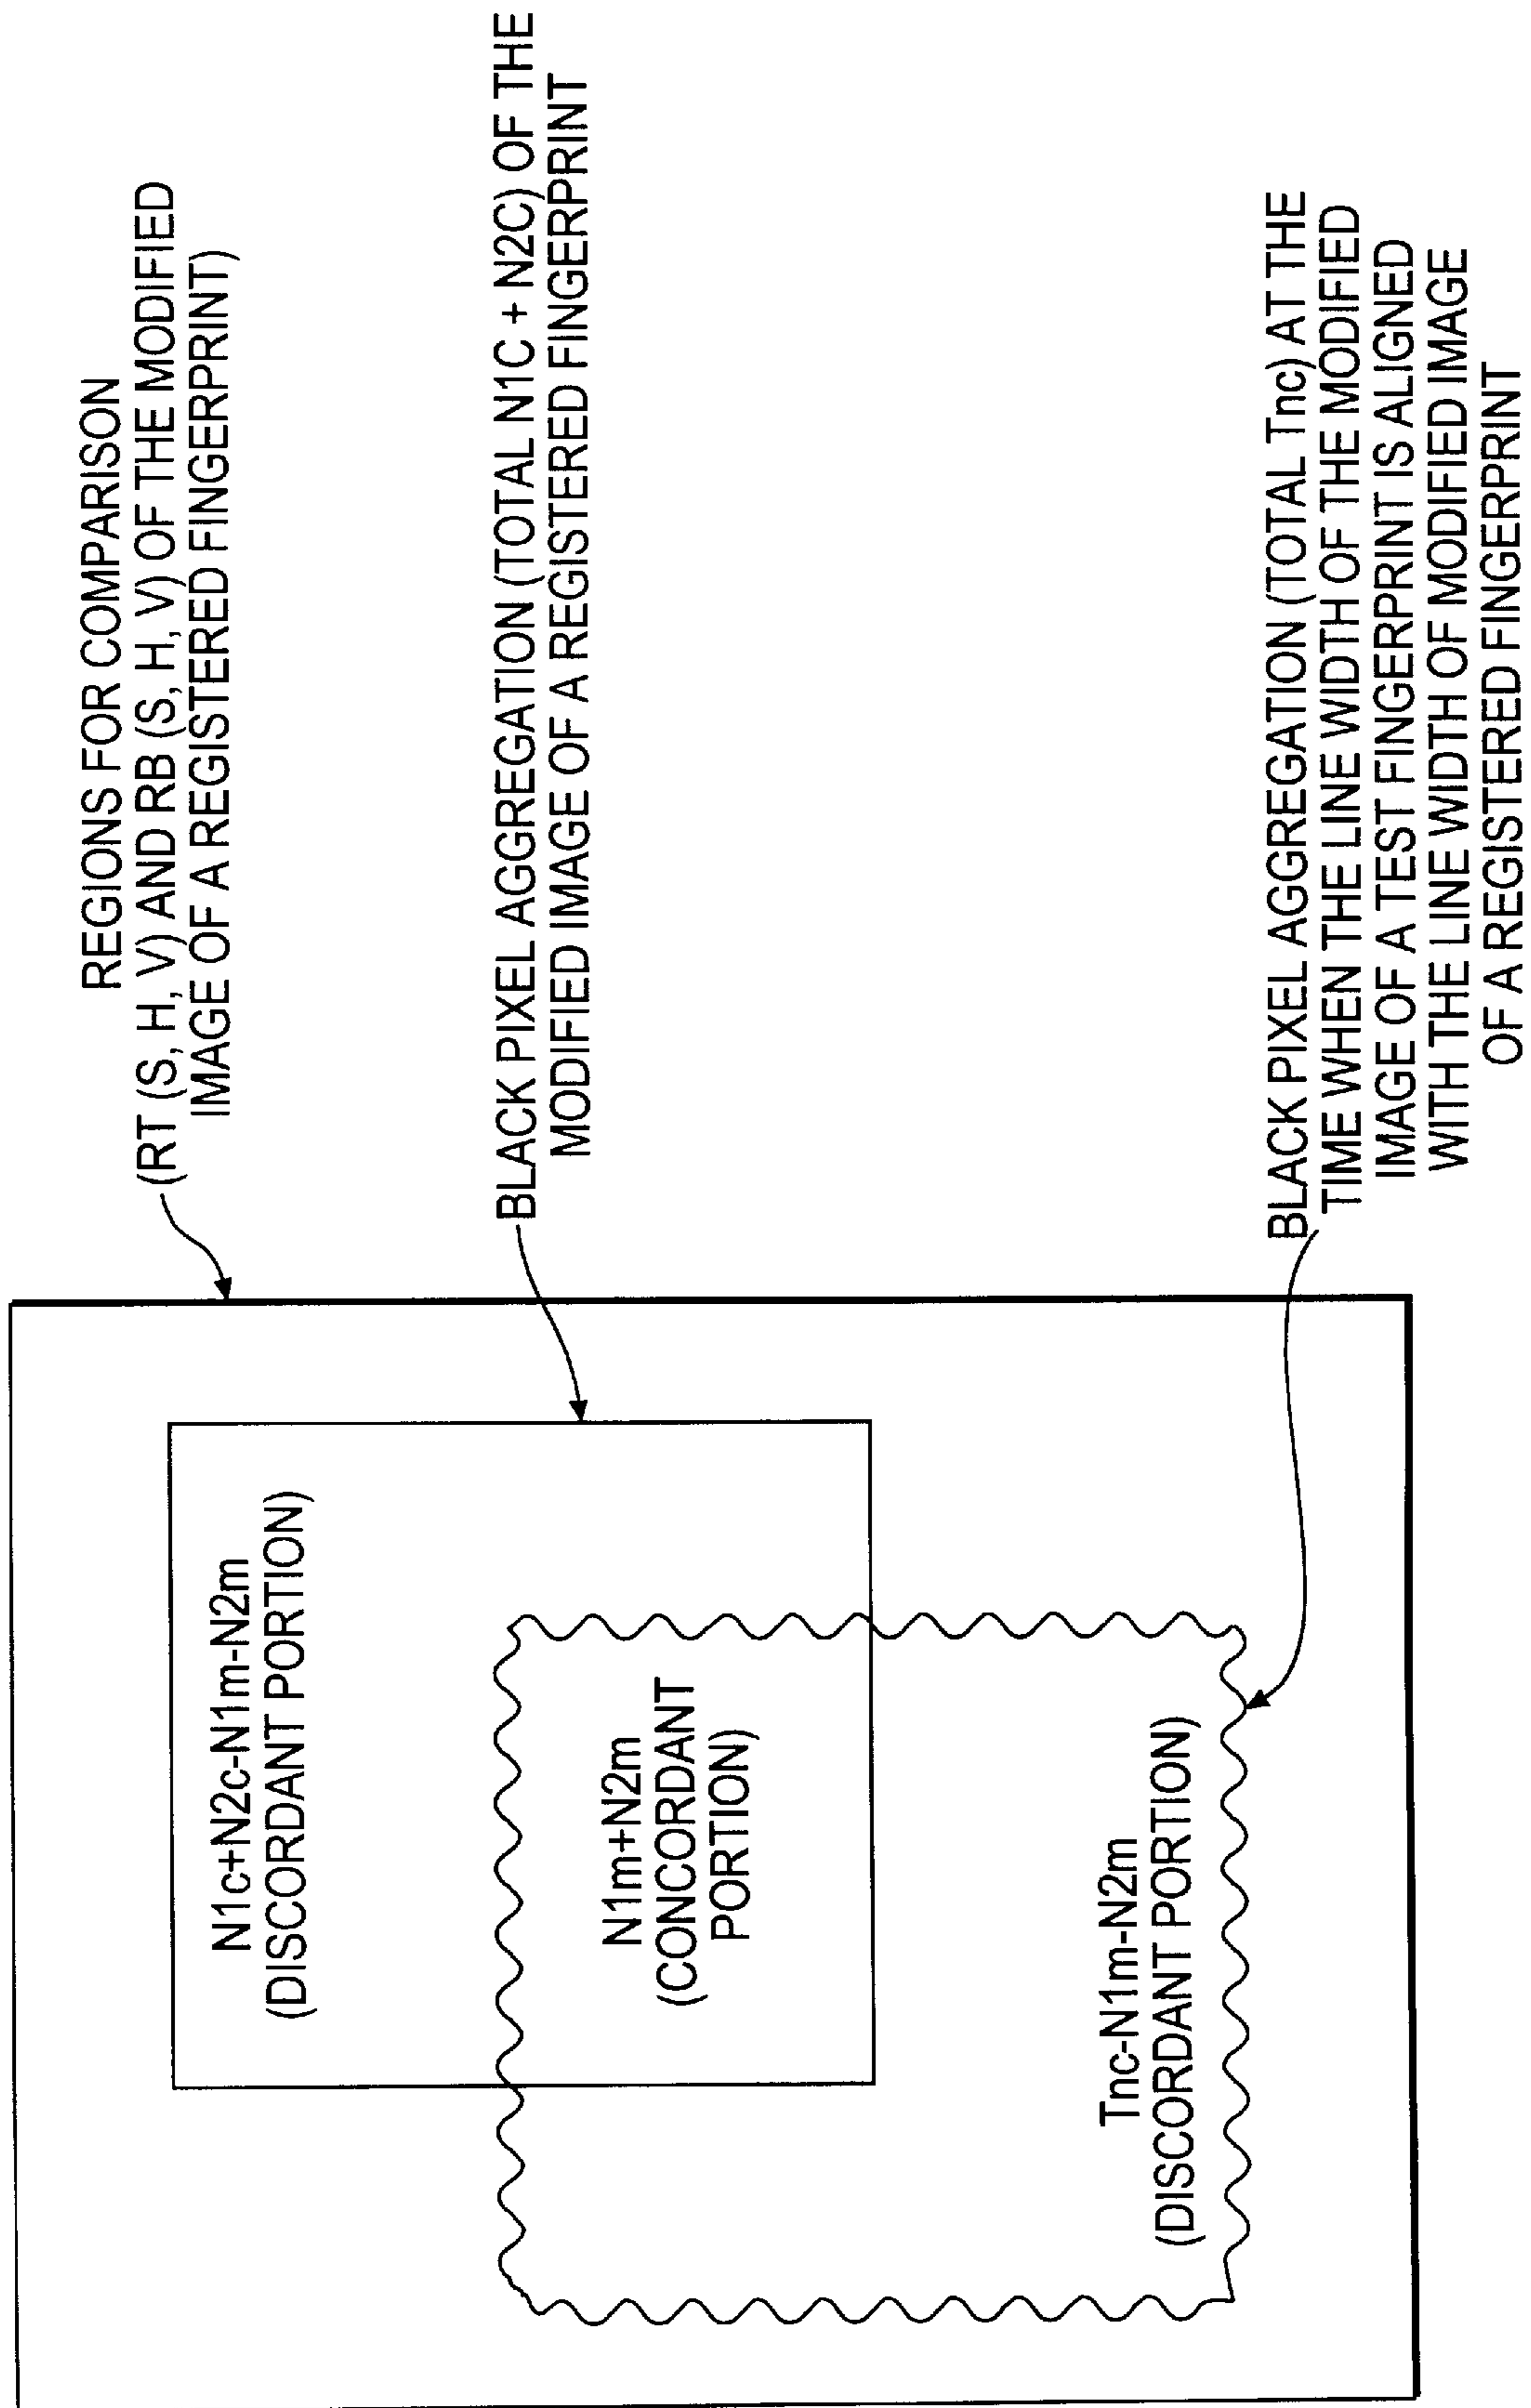 REGIONS FOR COMPARISON
(RT (S, H, V) AND RB (S, H, V) OF THE MODIFIED
IMAGE OF A REGISTERED FINGERPRINT)
N1c+N2c-N1m-N2m
(DISCORDANT PORTION)
BLACK PIXEL AGGREGATION (TOTAL N1C + N2C) OF THE
MODIFIED IMAGE OF A REGISTERED FINGERPRINT
N1m+N2m
(CONCORDANT
PORTION)
Tnc-N1m-N2m
(DISCORDANT PORTION)
BLACK PIXEL AGGREGATION (TOTAL Tnc) AT THE
TIME WHEN THE LINE WIDTH OF THE MODIFIED
IMAGE OF A TEST FINGERPRINT IS ALIGNED
WITH THE LINE WIDTH OF MODIFIED IMAGE
OF A REGISTERED FINGERPRINT